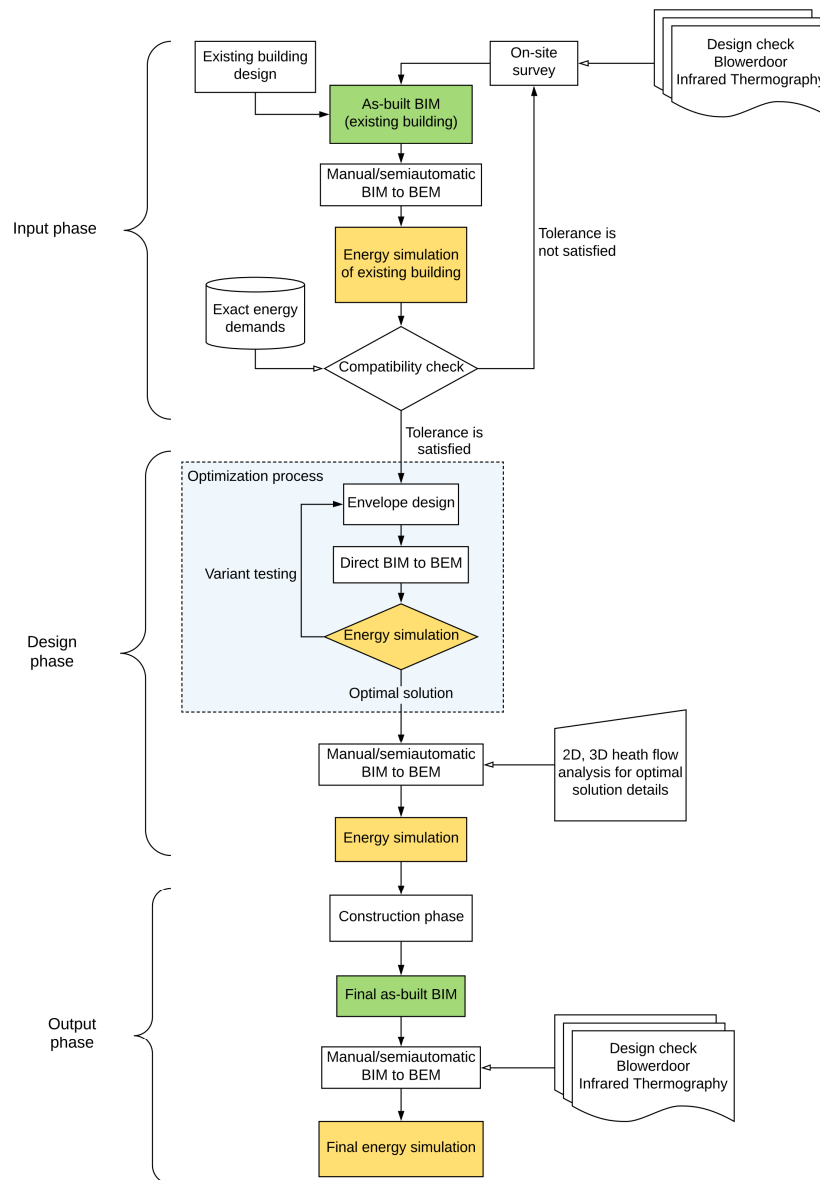 Existing building
design
On-site
survey
Design check
Blowerdoor
Infrared Thermography
As-built BIM
(existing building)
Manual/semiautomatic
BIM to BEM
Input phase
Tolerance is
not satisfied
Energy simulation
of existing building
Exact energy
demands
Compatibility check
Tolerance is
satisfied
Optimization process
Envelope design
Direct BIM to BEM
Variant testing
Energy simulation
Design
phase
Optimal solution
Manual/semiautomatic
BIM to BEM
2D, 3D heath flow
analysis for optimal
solution details
Energy simulation
Construction phase
Final as-built BIM
Output
phase
Manual/semiautomatic
BIM to BEM
Design check
Blowerdoor
Infrared Thermography
Final energy simulation